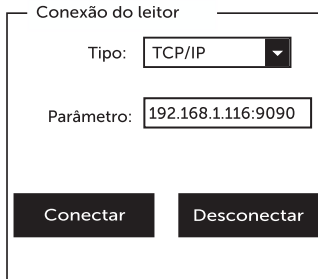 Conexão do leitor
Tipo: TCP/IP
Parâmetro: 192.168.1.116:9090
Conectar Desconectar